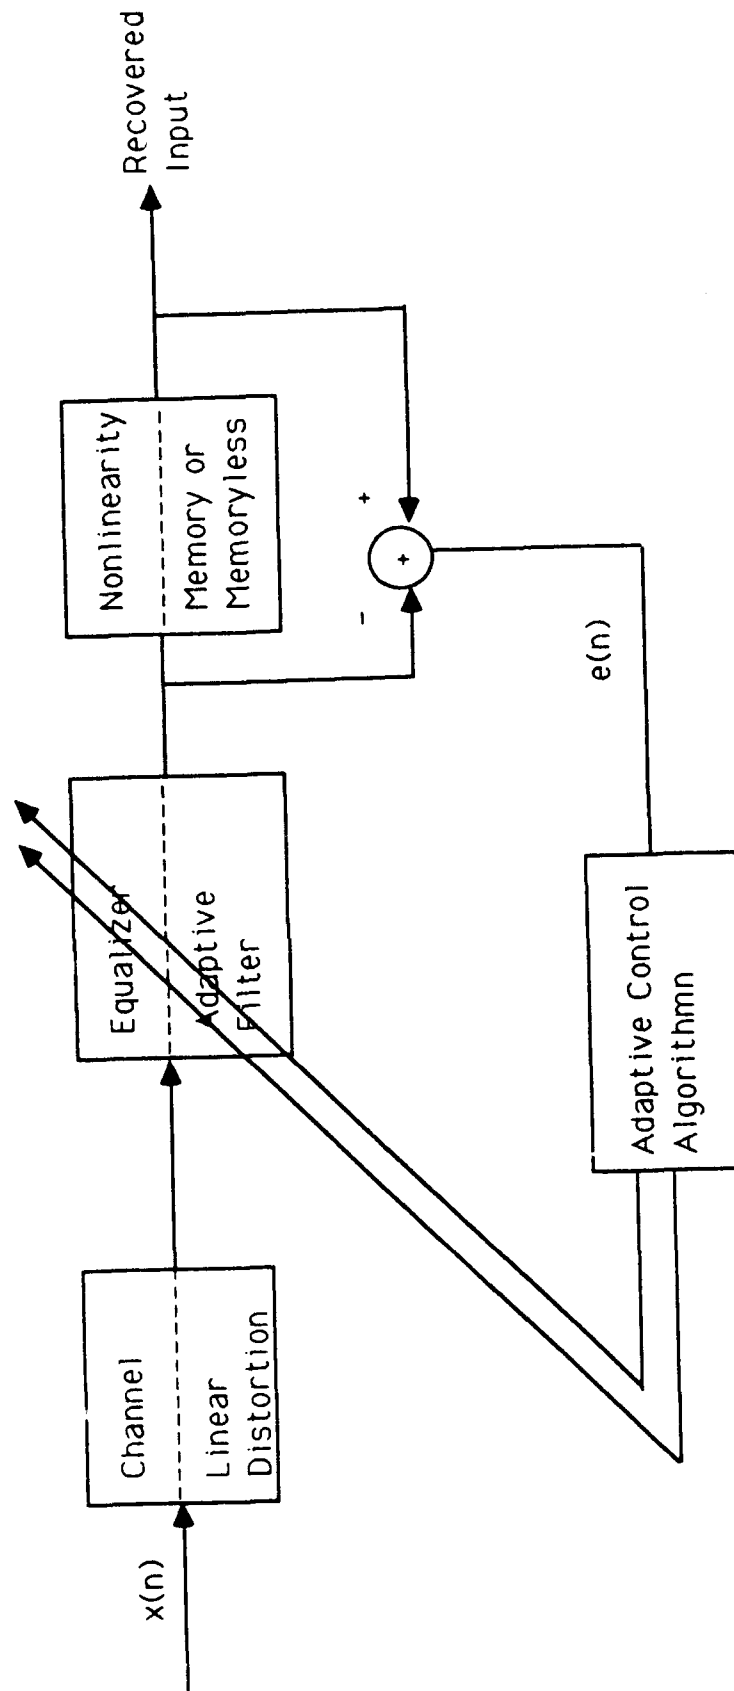 x(n)
Channel
Linear
Distortion
Equalizer
Adaptive
Filter
Nonlinearity
Memory or
Memoryless
Recovered
Input
-
+
+
e(n)
Adaptive Control
Algorithmn